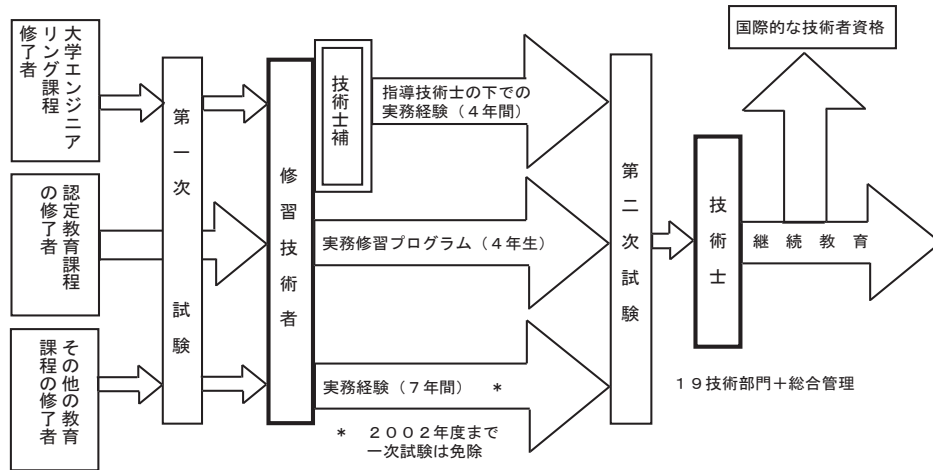 大学エンジニア
リング課程
修了者
認定教育課程
の修了者
その他の教育
課程の修了者
第一次　試験
修習技術者
技術士補
指導技術士の下での
実務経験（４年間）
実務修習プログラム（４年生）
実務経験（７年間）　*
*　２００２年度まで
一次試験は免除
第二次試験
技術士
継続教育
国際的な技術者資格
１９技術部門＋総合管理